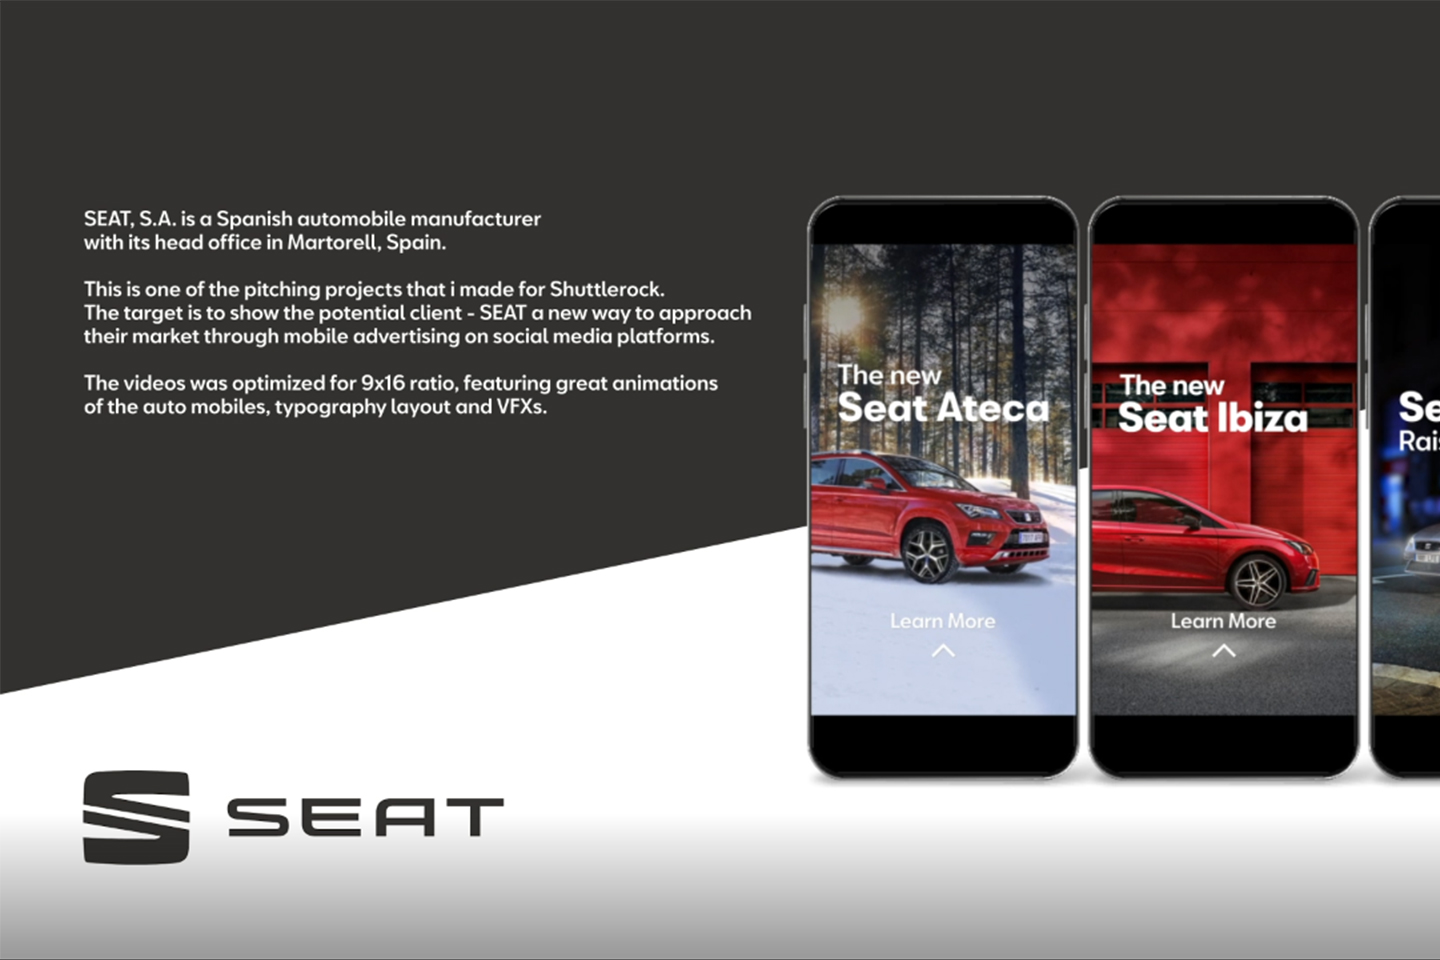 SEAT, S.A. is a Spanish automobile manufacturer
with its head office in Martorell, Spain.
This is one of the pitching projects that i made for Shuttlerock.
The target is to show the potential client - SEAT a new way to approach
their market through mobile advertising on social media platforms.
The videos was optimized for 9x16 ratio, featuring great animations
of the auto mobiles, typography layout and VFXs.
The new
Seat Ateca
Learn More
The new
Seat Ibiza
Learn More
Se
Rai
SEAT